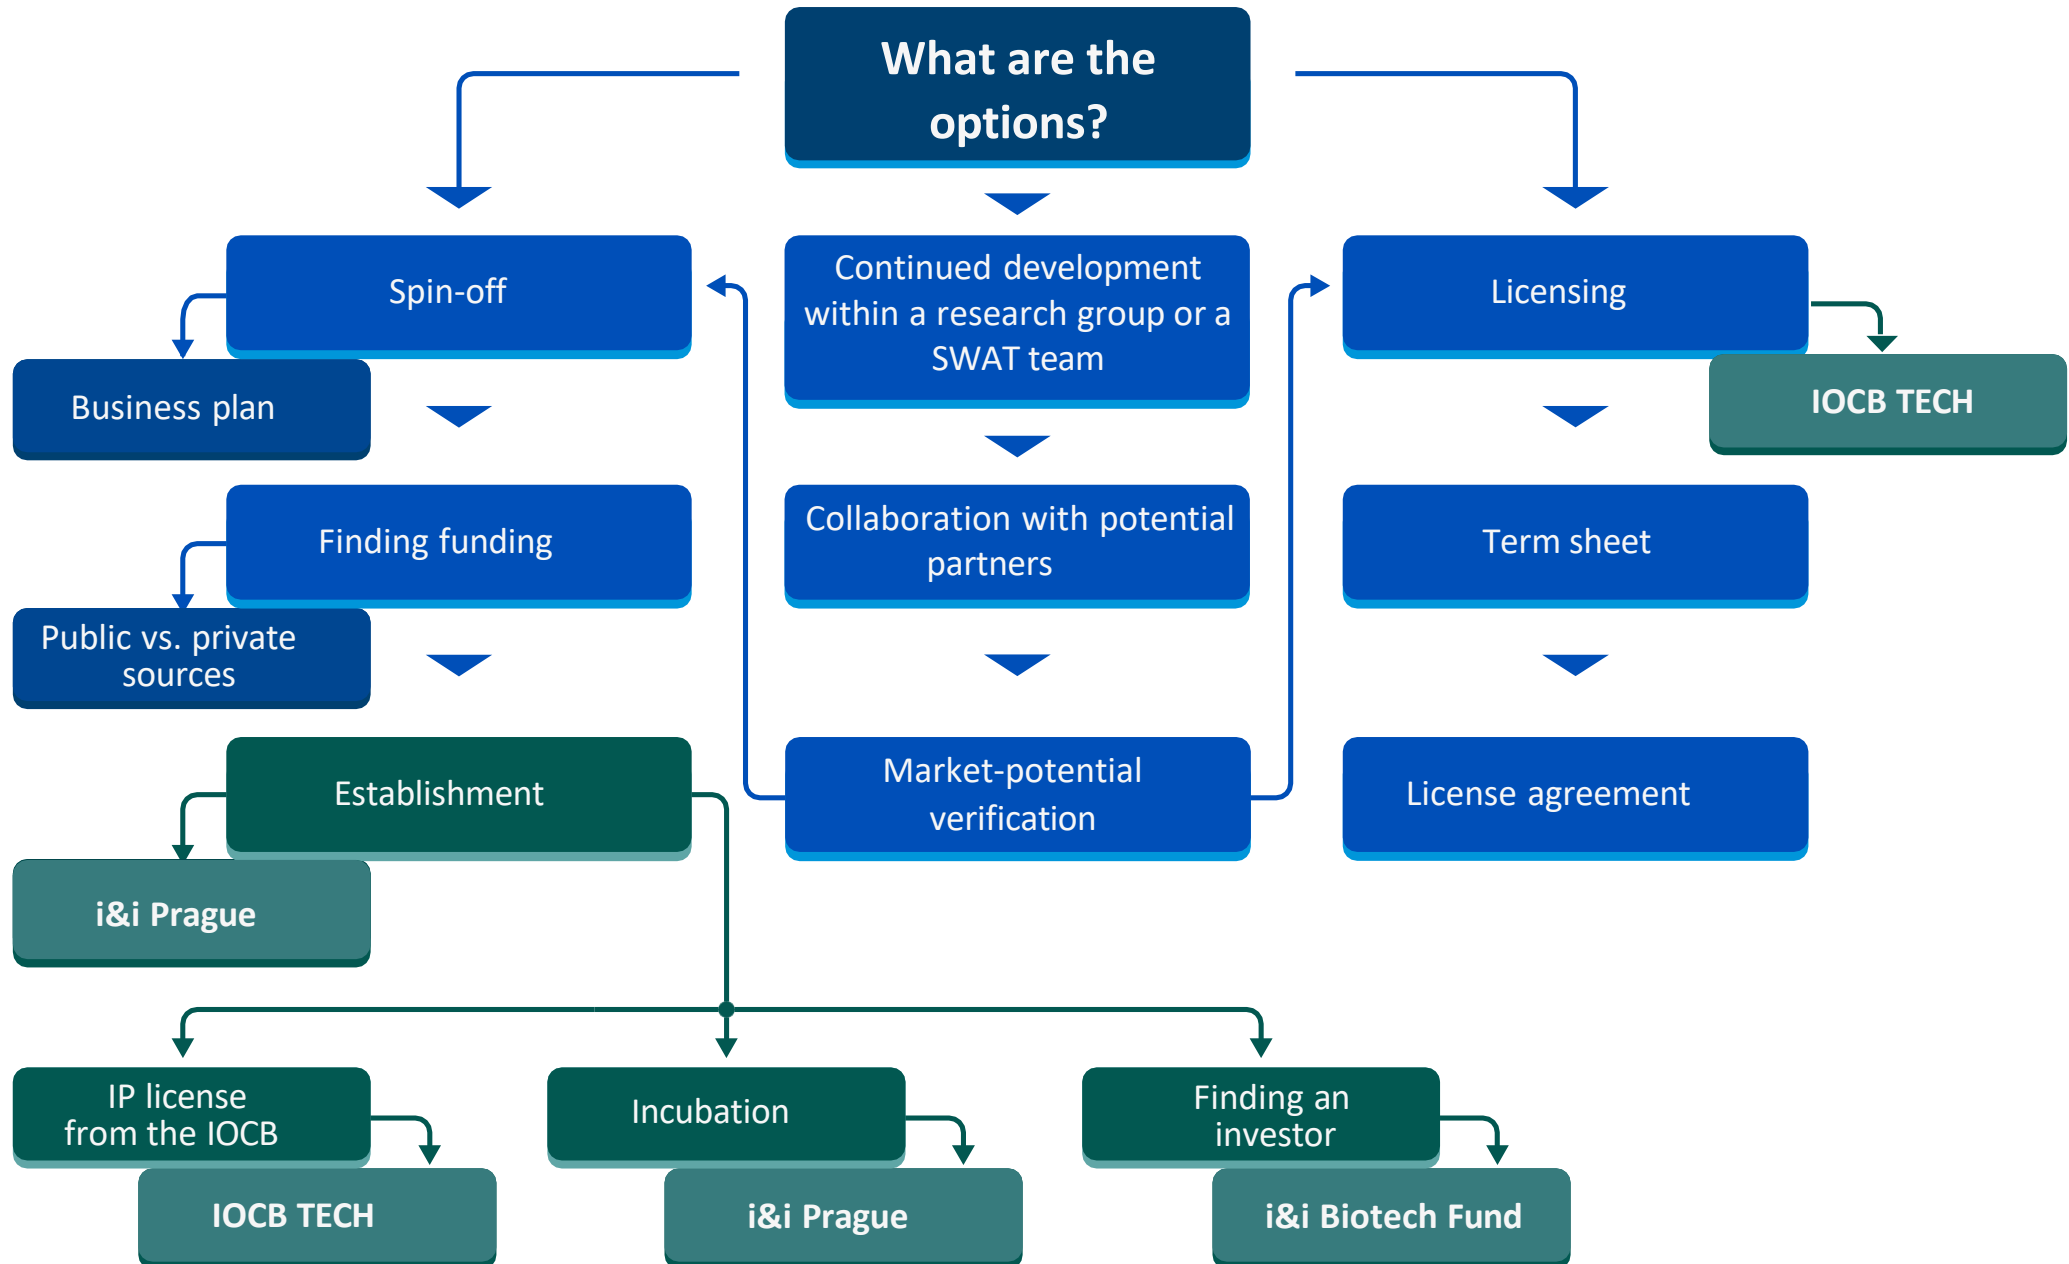 What are the
options?
Spin-off
Continued development
within a research group or a
SWAT team
Licensing
Business plan
IOCB TECH
Finding funding
Collaboration with potential
partners
Term sheet
Public vs. private
sources
Establishment
Market-potential
verification
License agreement
i&i Prague
IP license
from the IOCB
Incubation
Finding an
investor
IOCB TECH
i&i Prague
i&i Biotech Fund